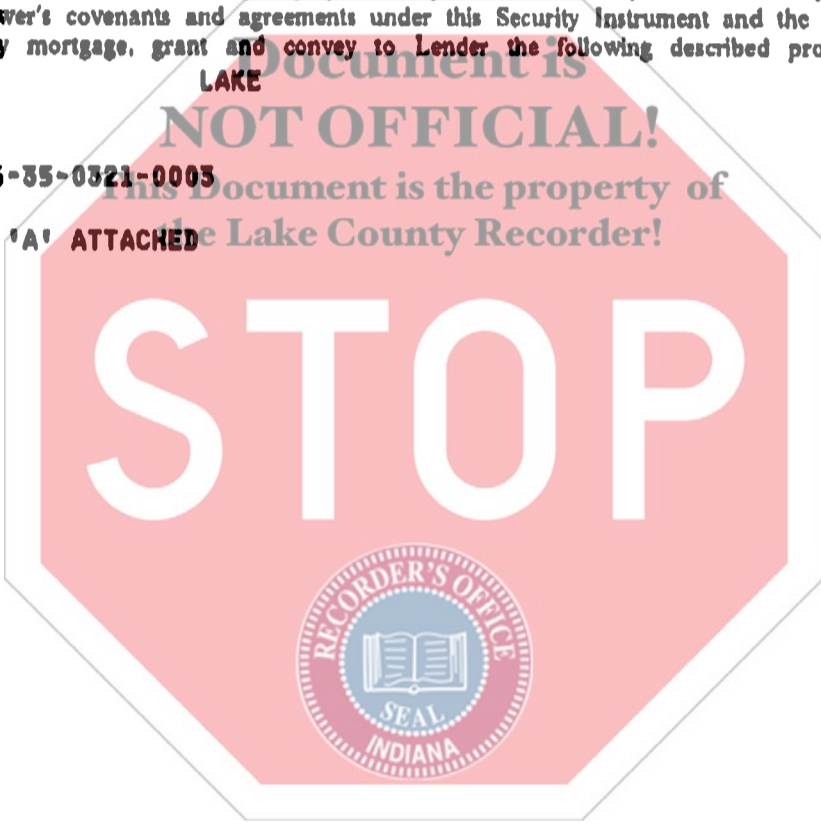 wer's covenants and agreements under this Security Instrument and the
y mortgage, grant and convey to Lender the following described pro
Document is
LAKE
NOT OFFICIAL!
5-35-0321-0003
This Document is the property of
'A' ATTACHED
the Lake County Recorder!
STOP
RECORDER'S OFFICE
SEAL
INDIANA